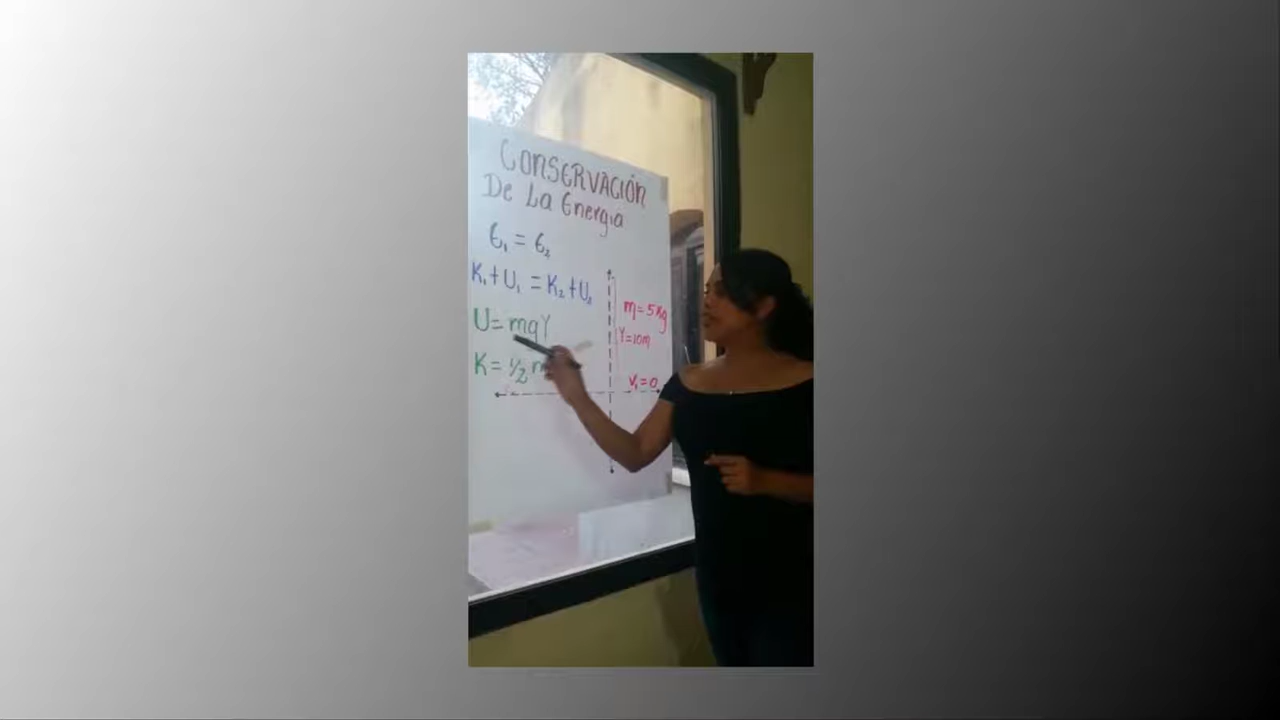 CONSERVACIÓN
De La Energia
E₁ = E₂
K₁+U₁ = K₂+U₂
U= mgY
K= 1/2 m
m=5Kg
Y=10m
V₁=0